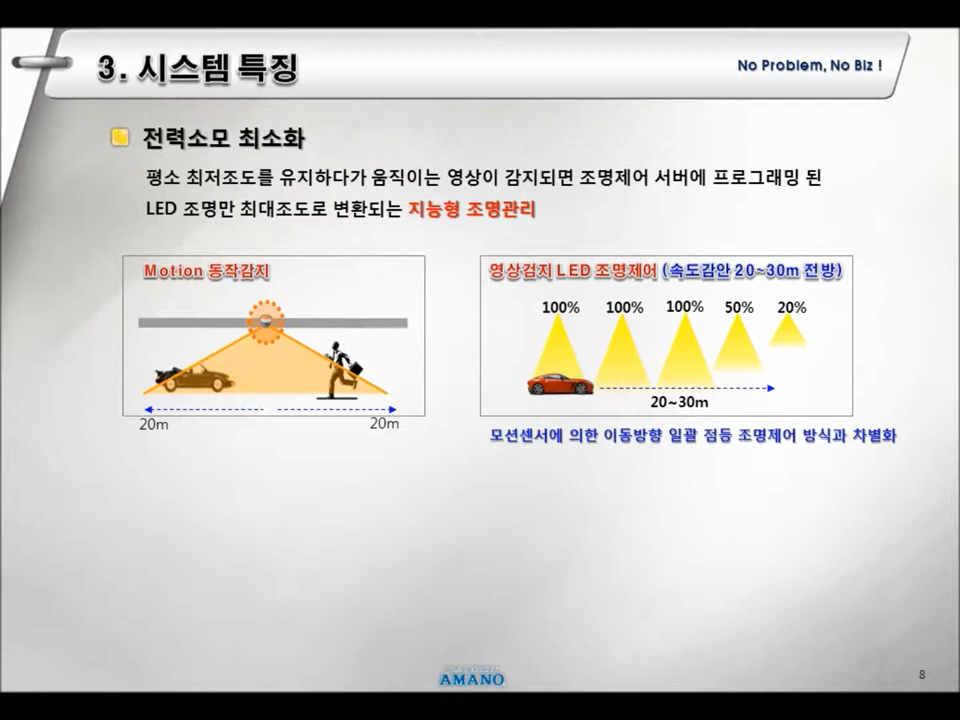 3. 시스템 특징
No Problem, No Biz !
전력소모 최소화
평소 최저조도를 유지하다가 움직이는 영상이 감지되면 조명제어 서버에 프로그래밍 된
LED 조명만 최대조도로 변환되는 지능형 조명관리
Motion 동작감지
20m 20m
영상검지 LED 조명제어 (속도감안 20~30m 전방)
100% 100% 100% 50% 20%
20~30m
모션센서에 의한 이동방향 일괄 점등 조명제어 방식과 차별화
AMANO
8